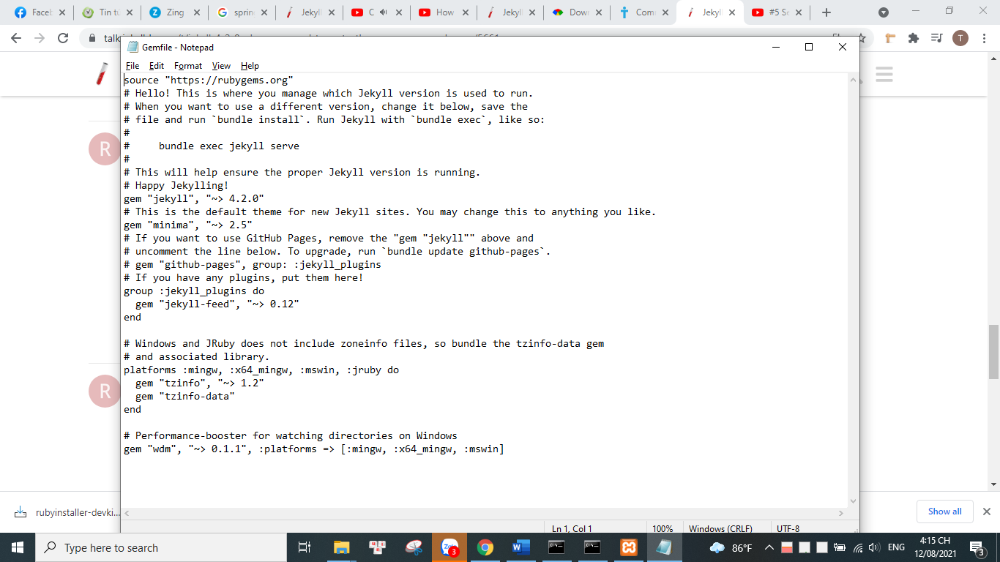 Faceb
Tin tứ
Zing
sprin
Jekyl
C
How
Jekyl
Dow
Com
Jekyl
#5 Se
talk
T
Gemfile - Notepad
File Edit Format View Help
source "https://rubygems.org"
# Hello! This is where you manage which Jekyll version is used to run.
# When you want to use a different version, change it below, save the
# file and run `bundle install`. Run Jekyll with `bundle exec`, like so:
#
#     bundle exec jekyll serve
#
# This will help ensure the proper Jekyll version is running.
# Happy Jekylling!
gem "jekyll", "~> 4.2.0"
# This is the default theme for new Jekyll sites. You may change this to anything you like.
gem "minima", "~> 2.5"
# If you want to use GitHub Pages, remove the "gem "jekyll"" above and
# uncomment the line below. To upgrade, run `bundle update github-pages`.
# gem "github-pages", group: :jekyll_plugins
# If you have any plugins, put them here!
group :jekyll_plugins do
  gem "jekyll-feed", "~> 0.12"
end
# Windows and JRuby does not include zoneinfo files, so bundle the tzinfo-data gem
# and associated library.
platforms :mingw, :x64_mingw, :mswin, :jruby do
  gem "tzinfo", "~> 1.2"
  gem "tzinfo-data"
end
# Performance-booster for watching directories on Windows
gem "wdm", "~> 0.1.1", :platforms => [:mingw, :x64_mingw, :mswin]
R
R
Ln 1, Col 1 100% Windows (CRLF) UTF-8
rubyinstaller-devki...
Show all
Type here to search
Zalo
3
86°F
ENG
4:15 CH
12/08/2021
3